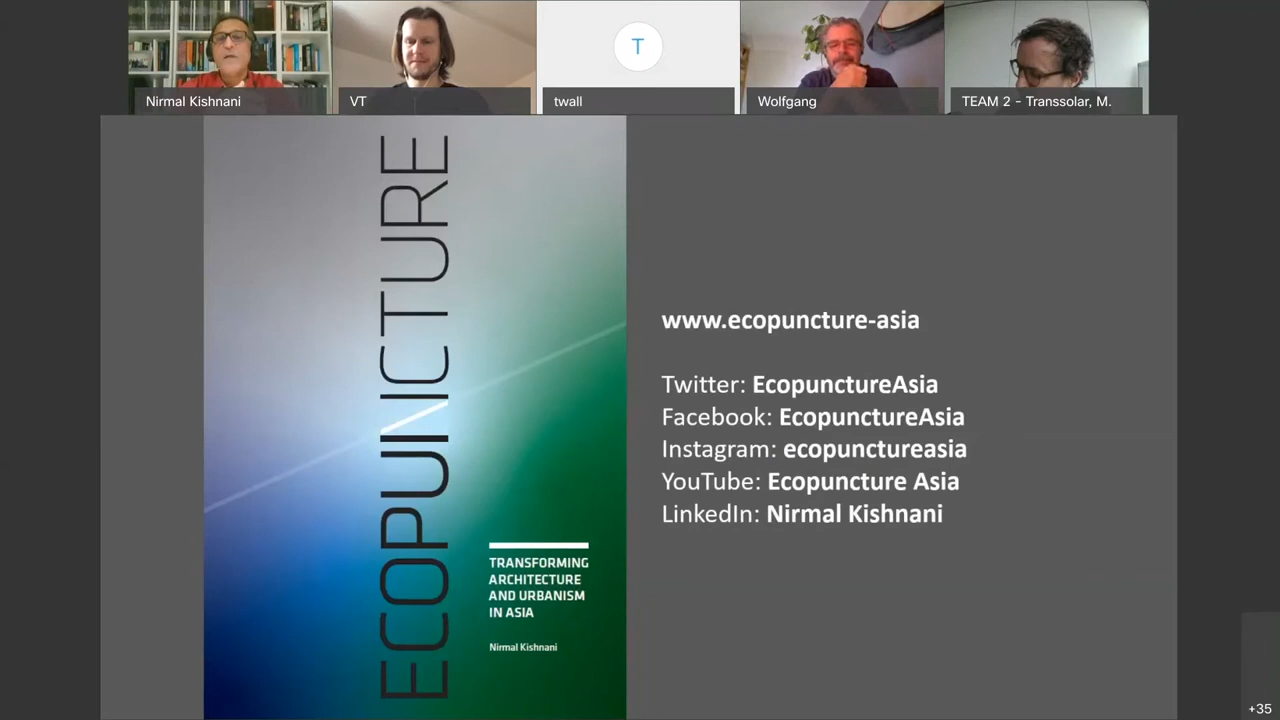 T
Nirmal Kishnani
VT
twall
Wolfgang
TEAM 2 - Transsolar, M.
ECOPUNCTURE
TRANSFORMING
ARCHITECTURE
AND URBANISM
IN ASIA
Nirmal Kishnani
www.ecopuncture-asia
Twitter: EcopunctureAsia
Facebook: EcopunctureAsia
Instagram: ecopunctureasia
YouTube: Ecopuncture Asia
LinkedIn: Nirmal Kishnani
+35